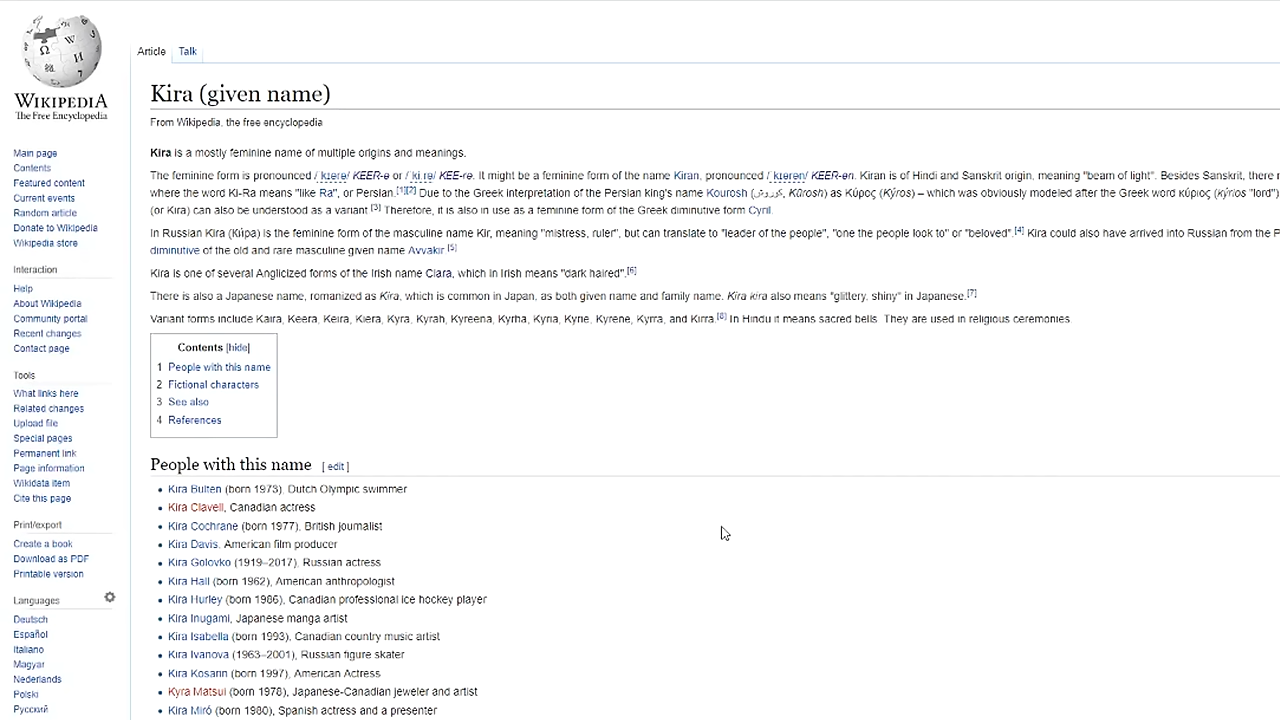 WIKIPEDIA
The Free Encyclopedia
Main page
Contents
Featured content
Current events
Random article
Donate to Wikipedia
Wikipedia store
Interaction
Help
About Wikipedia
Community portal
Recent changes
Contact page
Tools
What links here
Related changes
Upload file
Special pages
Permanent link
Page information
Wikidata item
Cite this page
Print/export
Create a book
Download as PDF
Printable version
Languages
Deutsch
Español
Italiano
Magyar
Nederlands
Polski
Русский
Article Talk
Kira (given name)
From Wikipedia, the free encyclopedia
Kira is a mostly feminine name of multiple origins and meanings.
The feminine form is pronounced KEER-ə or KEE-rə. It might be a feminine form of the name Kiran, pronounced KEER-ən. Kiran is of Hindi and Sanskrit origin, meaning "beam of light". Besides Sanskrit, there
where the word Ki-Ra means "like Ra", or Persian.[1][2] Due to the Greek interpretation of the Persian king's name Kourosh (کوروش, Kūrosh) as Κύρος (Kýros) – which was obviously modeled after the Greek word κύριος (kýrios "lord")
(or Kira) can also be understood as a variant.[3] Therefore, it is also in use as a feminine form of the Greek diminutive form Cyril.
In Russian Kira (Ки́ра) is the feminine form of the masculine name Kir, meaning "mistress, ruler", but can translate to "leader of the people", "one the people look to" or "beloved".[4] Kira could also have arrived into Russian from the
diminutive of the old and rare masculine given name Avvakir.[5]
Kira is one of several Anglicized forms of the Irish name Ciara, which in Irish means "dark haired".[6]
There is also a Japanese name, romanized as Kira, which is common in Japan, as both given name and family name. Kira kira also means "glittery, shiny" in Japanese.[7]
Variant forms include Kaira, Keera, Keira, Kiera, Kyra, Kyrah, Kyreena, Kyrha, Kyria, Kyrie, Kyrene, Kyrra, and Kirra.[8] In Hindu it means sacred bells. They are used in religious ceremonies.
Contents [hide]
1 People with this name
2 Fictional characters
3 See also
4 References
People with this name [ edit ]
Kira Bulten (born 1973), Dutch Olympic swimmer
Kira Clavell, Canadian actress
Kira Cochrane (born 1977), British journalist
Kira Davis, American film producer
Kira Golovko (1919–2017), Russian actress
Kira Hall (born 1962), American anthropologist
Kira Hurley (born 1986), Canadian professional ice hockey player
Kira Inugami, Japanese manga artist
Kira Isabella (born 1993), Canadian country music artist
Kira Ivanova (1963–2001), Russian figure skater
Kira Kosarin (born 1997), American Actress
Kyra Matsui (born 1978), Japanese-Canadian jeweler and artist
Kira Miró (born 1980), Spanish actress and a presenter